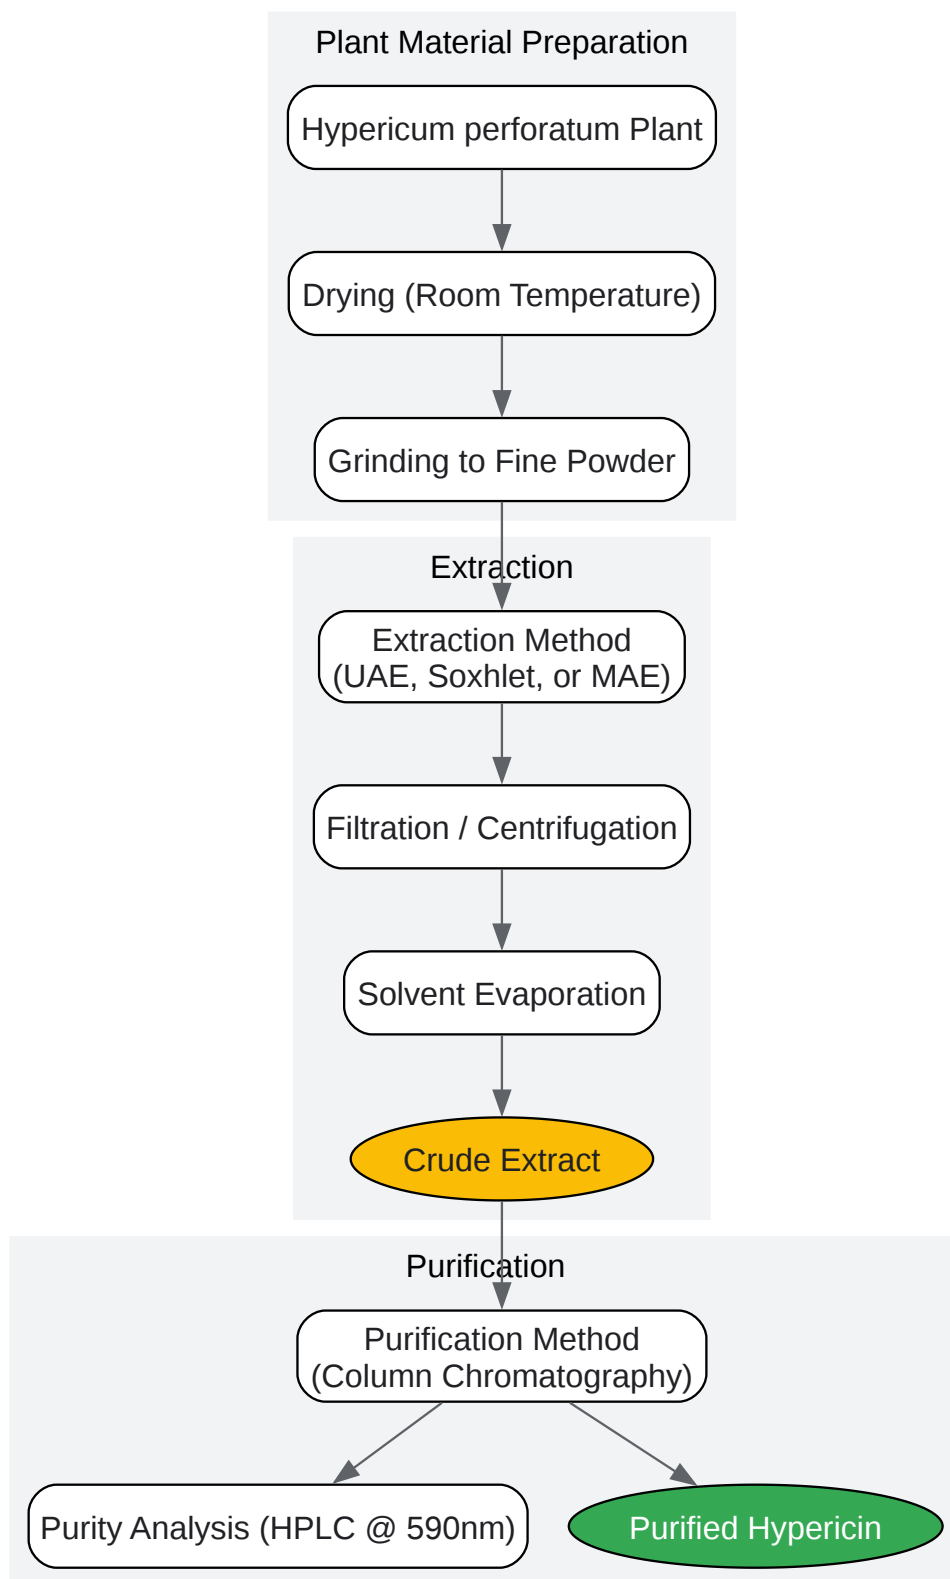 Plant Material Preparation
Hypericum perforatum Plant
Drying (Room Temperature)
Grinding to Fine Powder
Extraction
Extraction Method
(UAE, Soxhlet, or MAE)
Filtration / Centrifugation
Solvent Evaporation
Crude Extract
Purification
Purification Method
(Column Chromatography)
Purity Analysis (HPLC @ 590nm)
Purified Hypericin